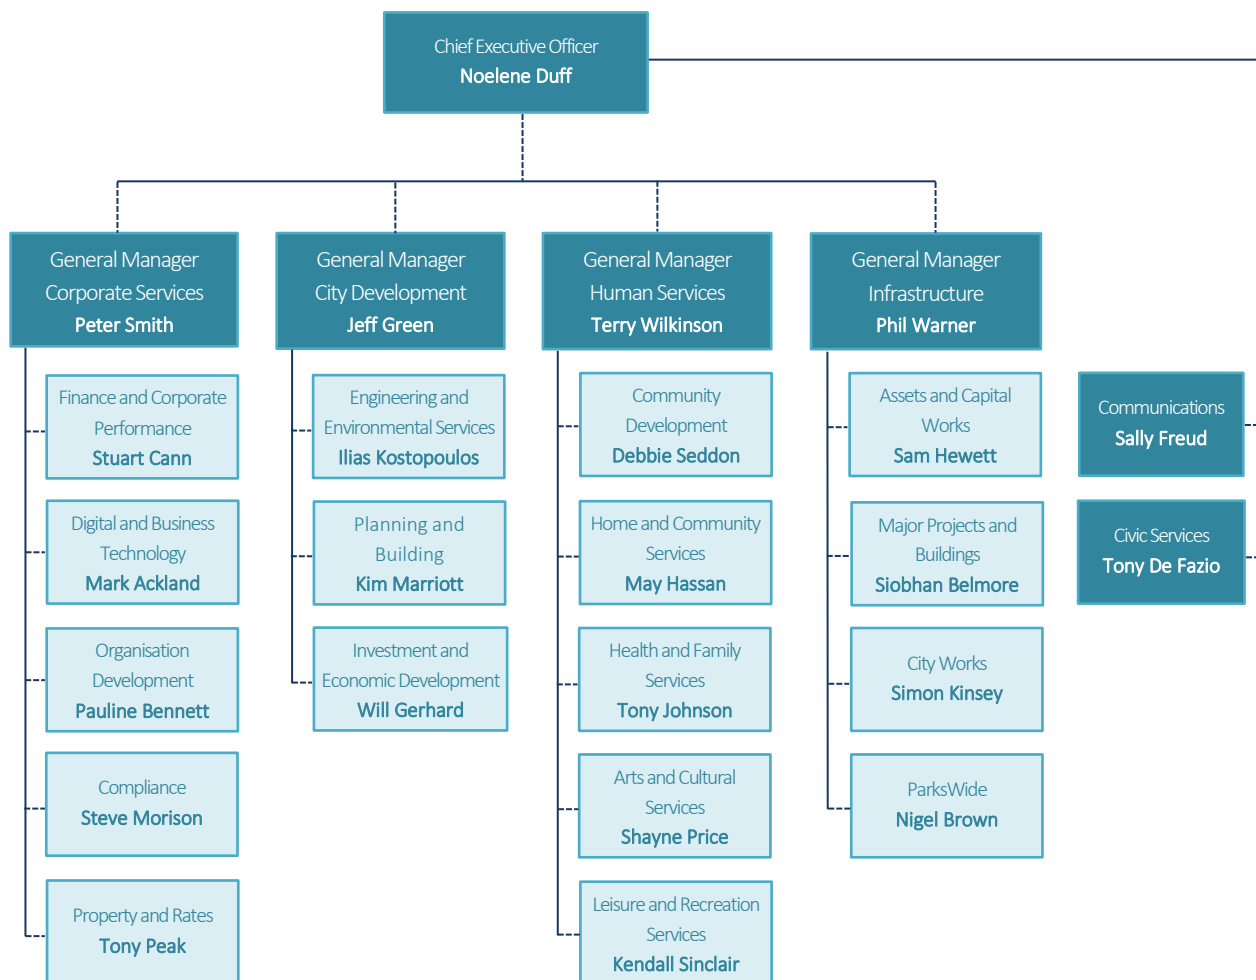 Chief Executive Officer
Noelene Duff
General Manager
Corporate Services
Peter Smith
General Manager
City Development
Jeff Green
General Manager
Human Services
Terry Wilkinson
General Manager
Infrastructure
Phil Warner
Finance and Corporate
Performance
Stuart Cann
Digital and Business
Technology
Mark Ackland
Organisation
Development
Pauline Bennett
Compliance
Steve Morison
Property and Rates
Tony Peak
Engineering and
Environmental Services
Ilias Kostopoulos
Planning and
Building
Kim Marriott
Investment and
Economic Development
Will Gerhard
Community
Development
Debbie Seddon
Home and Community
Services
May Hassan
Health and Family
Services
Tony Johnson
Arts and Cultural
Services
Shayne Price
Leisure and Recreation
Services
Kendall Sinclair
Assets and Capital
Works
Sam Hewett
Major Projects and
Buildings
Siobhan Belmore
City Works
Simon Kinsey
ParksWide
Nigel Brown
Communications
Sally Freud
Civic Services
Tony De Fazio